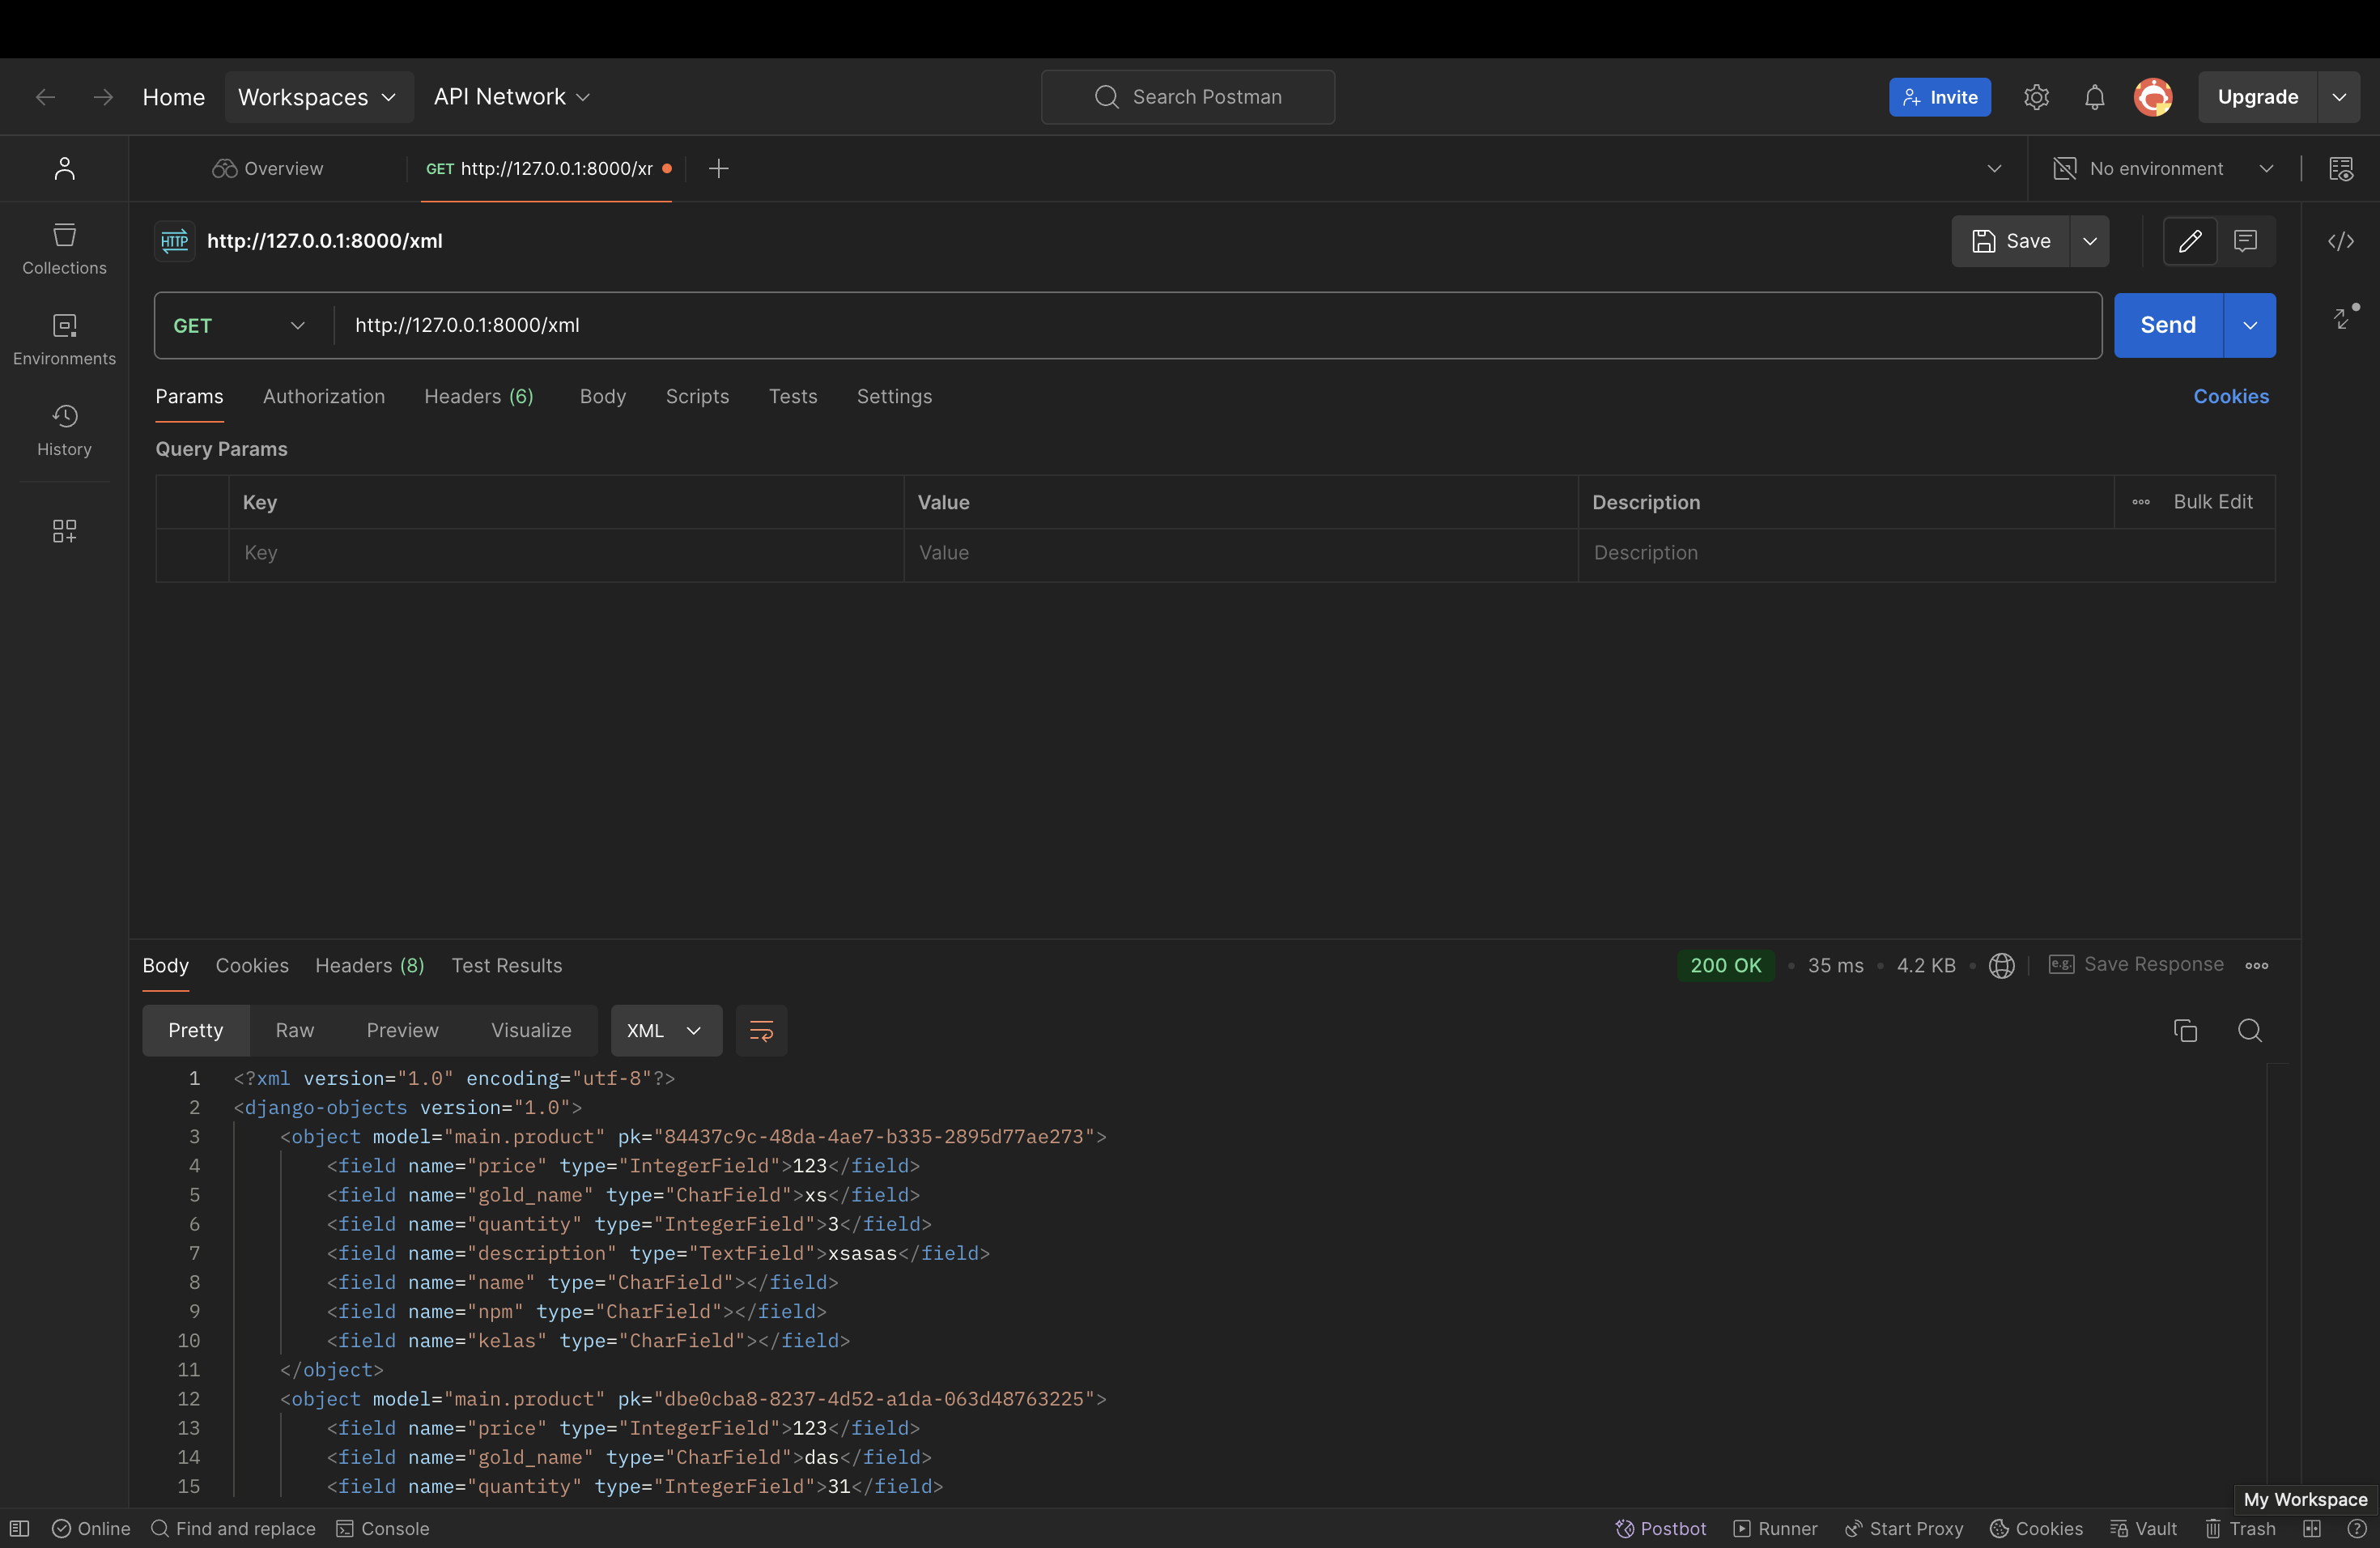 Home Workspaces API Network Search Postman Invite Upgrade
Overview GET http://127.0.0.1:8000/xr No environment
HTTP http://127.0.0.1:8000/xml Save
Collections
Environments
History
GET http://127.0.0.1:8000/xml Send
Params Authorization Headers (6) Body Scripts Tests Settings Cookies
Query Params
Key Value Description Bulk Edit
Key Value Description
Body Cookies Headers (8) Test Results 200 OK 35 ms 4.2 KB e.g. Save Response
Pretty Raw Preview Visualize XML
1 <?xml version="1.0" encoding="utf-8"?>
2 <django-objects version="1.0">
3 <object model="main.product" pk="84437c9c-48da-4ae7-b335-2895d77ae273">
4 <field name="price" type="IntegerField">123</field>
5 <field name="gold_name" type="CharField">xs</field>
6 <field name="quantity" type="IntegerField">3</field>
7 <field name="description" type="TextField">xsasas</field>
8 <field name="name" type="CharField"></field>
9 <field name="npm" type="CharField"></field>
10 <field name="kelas" type="CharField"></field>
11 </object>
12 <object model="main.product" pk="dbe0cba8-8237-4d52-a1da-063d48763225">
13 <field name="price" type="IntegerField">123</field>
14 <field name="gold_name" type="CharField">das</field>
15 <field name="quantity" type="IntegerField">31</field>
My Workspace
Online Find and replace Console Postbot Runner Start Proxy Cookies Vault Trash